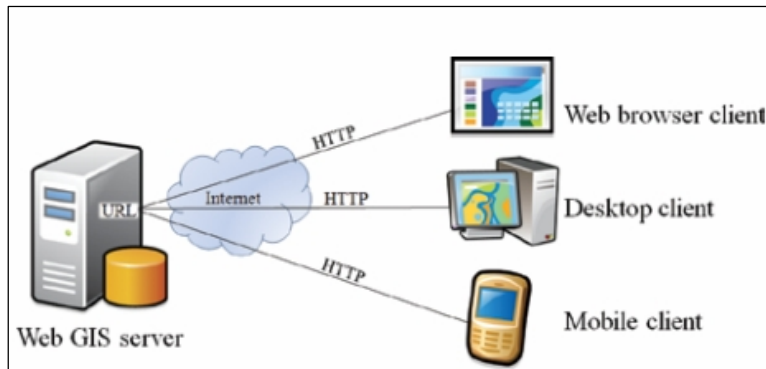 Web browser client
HTTP
URL
Internet
HTTP
Desktop client
HTTP
Web GIS server
Mobile client